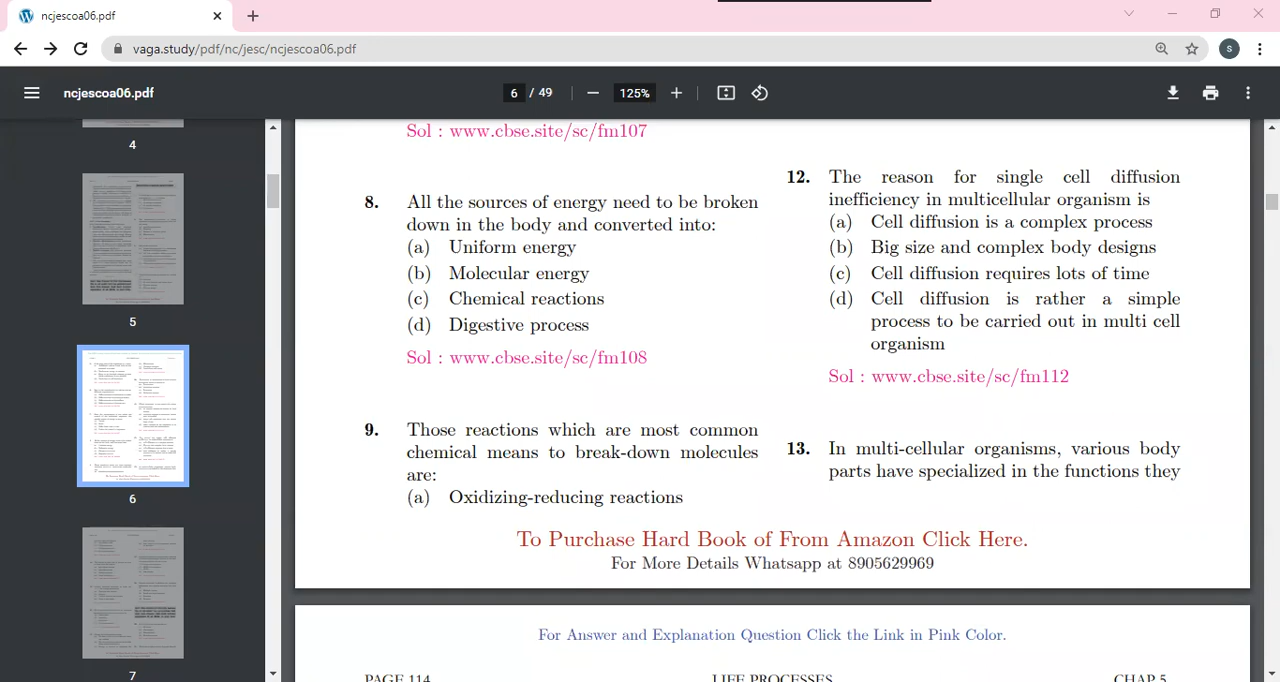 ncjescoa06.pdf
vaga.study/pdf/nc/jesc/ncjescoa06.pdf
S
ncjescoa06.pdf
6 / 49
125%
4
5
6
7
Sol : www.cbse.site/sc/fm107
8. All the sources of energy need to be broken
down in the body and converted into:
(a) Uniform energy
(b) Molecular energy
(c) Chemical reactions
(d) Digestive process
Sol : www.cbse.site/sc/fm108
9. Those reactions which are most common
chemical means to break-down molecules
are:
(a) Oxidizing-reducing reactions
12. The reason for single cell diffusion
inefficiency in multicellular organism is
(a) Cell diffusion is a complex process
(b) Big size and complex body designs
(c) Cell diffusion requires lots of time
(d) Cell diffusion is rather a simple
process to be carried out in multi cell
organism
Sol : www.cbse.site/sc/fm112
13. In multi-cellular organisms, various body
parts have specialized in the functions they
To Purchase Hard Book of From Amazon Click Here.
For More Details Whatsapp at 8905629969
For Answer and Explanation Question Click the Link in Pink Color.
PAGE 114
LIFE PROCESSES
CHAP 5